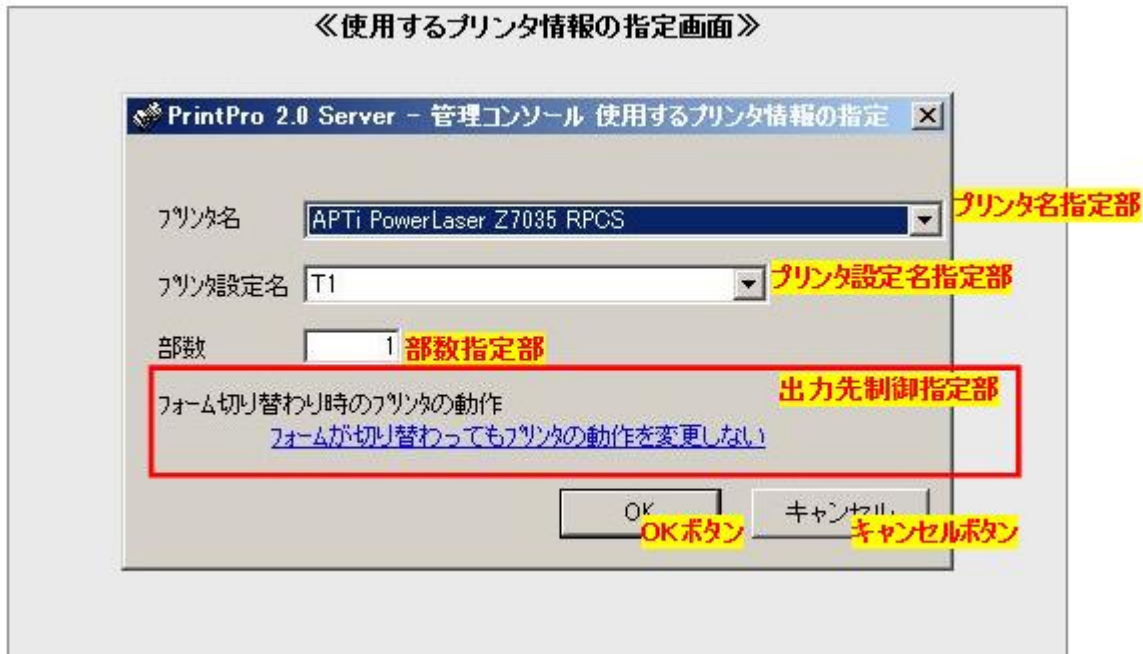 ≪使用するプリンタ情報の指定画面≫
PrintPro 2.0 Server - 管理コンソール 使用するプリンタ情報の指定
ﾌﾟﾘﾝﾀ名 APTi PowerLaser Z7035 RPCS プリンタ名指定部
ﾌﾟﾘﾝﾀ設定名 T1 プリンタ設定名指定部
部数 1 部数指定部
出力先制御指定部
ﾌｫｰﾑ切り替わり時のﾌﾟﾘﾝﾀの動作
ﾌｫｰﾑが切り替わってもﾌﾟﾘﾝﾀの動作を変更しない
OK キャンセル
OKボタン キャンセルボタン